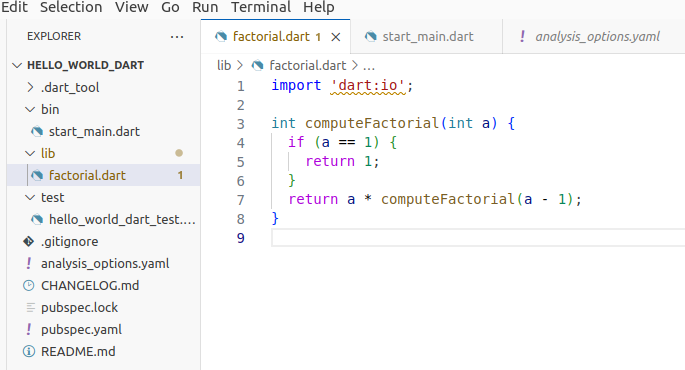 Edit Selection View Go Run Terminal Help
EXPLORER ...
HELLO_WORLD_DART
.dart_tool
bin
start_main.dart
lib
factorial.dart 1
test
hello_world_dart_test....
.gitignore
! analysis_options.yaml
CHANGELOG.md
pubspec.lock
! pubspec.yaml
README.md
factorial.dart 1 × start_main.dart ! analysis_options.yaml
lib > factorial.dart > ...
1 import 'dart:io';
2
3 int computeFactorial(int a) {
4   if (a == 1) {
5     return 1;
6   }
7   return a * computeFactorial(a - 1);
8 }
9